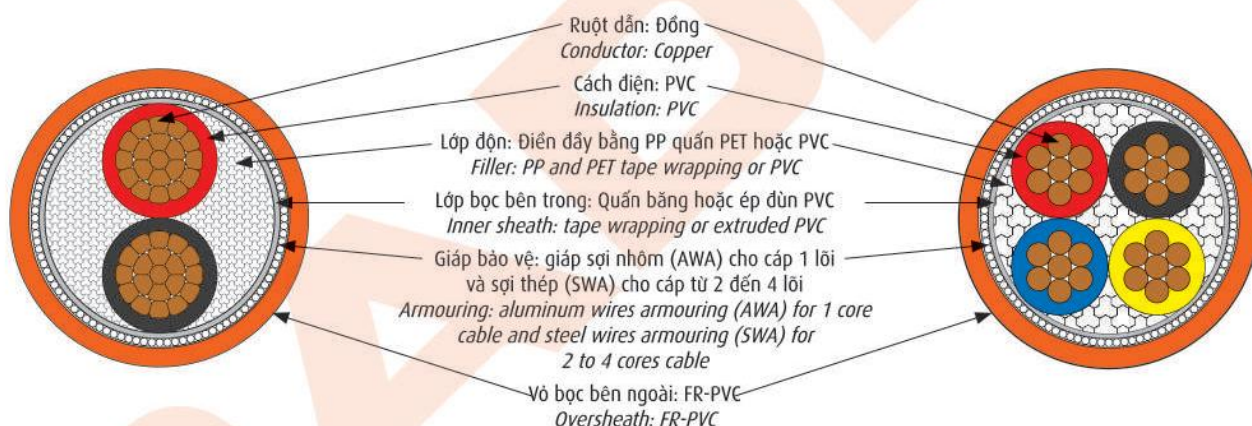 Ruột dẫn: Đồng
Conductor: Copper
Cách điện: PVC
Insulation: PVC
Lớp độn: Điền đầy bằng PP quấn PET hoặc PVC
Filler: PP and PET tape wrapping or PVC
Lớp bọc bên trong: Quấn băng hoặc ép đùn PVC
Inner sheath: tape wrapping or extruded PVC
Giáp bảo vệ: giáp sợi nhôm (AWA) cho cáp 1 lõi
và sợi thép (SWA) cho cáp từ 2 đến 4 lõi
Armouring: aluminum wires armouring (AWA) for 1 core
cable and steel wires armouring (SWA) for
2 to 4 cores cable
Vỏ bọc bên ngoài: FR-PVC
Oversheath: FR-PVC